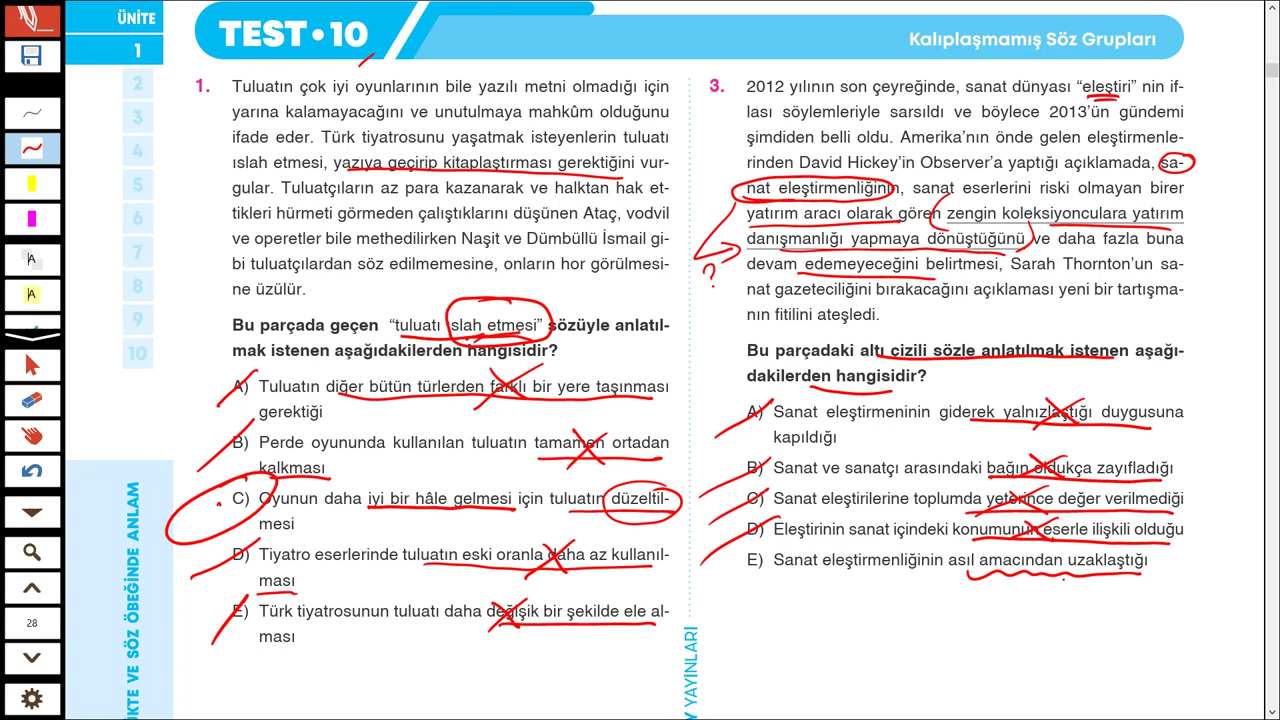 ÜNİTE
1
2
3
4
5
6
7
8
9
10
TEST•10
Kalıplaşmamış Söz Grupları
1. Tuluatın çok iyi oyunlarının bile yazılı metni olmadığı için
yarına kalamayacağını ve unutulmaya mahkûm olduğunu
ifade eder. Türk tiyatrosunu yaşatmak isteyenlerin tuluatı
ıslah etmesi, yazıya geçirip kitaplaştırması gerektiğini vur-
gular. Tuluatçıların az para kazanarak ve halktan hak et-
tikleri hürmeti görmeden çalıştıklarını düşünen Ataç, vodvil
ve operetler bile methedilirken Naşit ve Dümbüllü İsmail gi-
bi tuluatçılardan söz edilmemesine, onların hor görülmesi-
ne üzülür.
Bu parçada geçen “tuluatı ıslah etmesi” sözüyle anlatıl-
mak istenen aşağıdakilerden hangisidir?
A) Tuluatın diğer bütün türlerden farklı bir yere taşınması
gerektiği
B) Perde oyununda kullanılan tuluatın tamamen ortadan
kalkması
C) Oyunun daha iyi bir hâle gelmesi için tuluatın düzeltil-
mesi
D) Tiyatro eserlerinde tuluatın eski oranla daha az kullanıl-
ması
E) Türk tiyatrosunun tuluatı daha değişik bir şekilde ele al-
ması
3. 2012 yılının son çeyreğinde, sanat dünyası “eleştiri” nin if-
lası söylemleriyle sarsıldı ve böylece 2013’ün gündemi
şimdiden belli oldu. Amerika’nın önde gelen eleştirmenle-
rinden David Hickey’in Observer’a yaptığı açıklamada, sa-
nat eleştirmenliğinin, sanat eserlerini riski olmayan birer
yatırım aracı olarak gören zengin koleksiyonculara yatırım
danışmanlığı yapmaya dönüştüğünü ve daha fazla buna
devam edemeyeceğini belirtmesi, Sarah Thornton’un sa-
nat gazeteciliğini bırakacağını açıklaması yeni bir tartışma-
nın fitilini ateşledi.
?
Bu parçadaki altı çizili sözle anlatılmak istenen aşağı-
dakilerden hangisidir?
A) Sanat eleştirmeninin giderek yalnızlaştığı duygusuna
kapıldığı
B) Sanat ve sanatçı arasındaki bağın oldukça zayıfladığı
C) Sanat eleştirilerine toplumda yeterince değer verilmediği
D) Eleştirinin sanat içindeki konumunun eserle ilişkili olduğu
E) Sanat eleştirmenliğinin asıl amacından uzaklaştığı
ÜKTE VE SÖZ ÖBEĞİNDE ANLAM
YAYINLARI
A
A
28